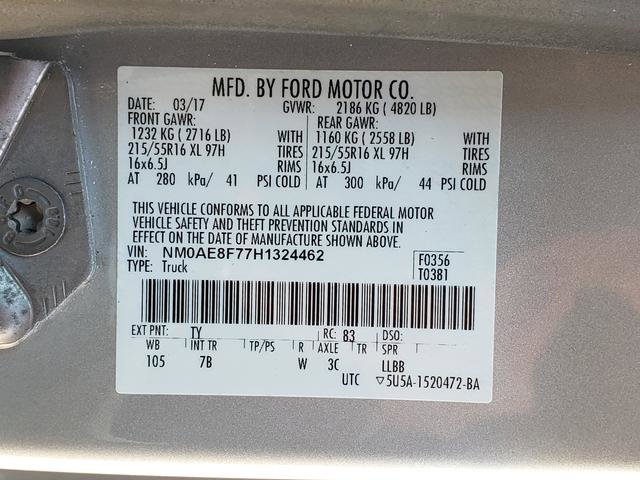 MFD. BY FORD MOTOR CO.
DATE: 03/17 GVWR: 2186 KG ( 4820 LB)
FRONT GAWR: REAR GAWR:
1232 KG ( 2716 LB) WITH 1160 KG ( 2558 LB) WITH
215/55R16 XL 97H TIRES 215/55R16 XL 97H TIRES
16x6.5J RIMS 16x6.5J RIMS
AT 280 kPa/ 41 PSI COLD AT 300 kPa/ 44 PSI COLD
THIS VEHICLE CONFORMS TO ALL APPLICABLE FEDERAL MOTOR
VEHICLE SAFETY AND THEFT PREVENTION STANDARDS IN
EFFECT ON THE DATE OF MANUFACTURE SHOWN ABOVE.
VIN: NM0AE8F77H1324462 F0356
TYPE: Truck T0381
EXT PNT: TY RC: 83 DSO:
WB INT TR TP/PS R AXLE TR SPR
105 7B W 3C LLBB
UTC ▽5U5A-1520472-BA